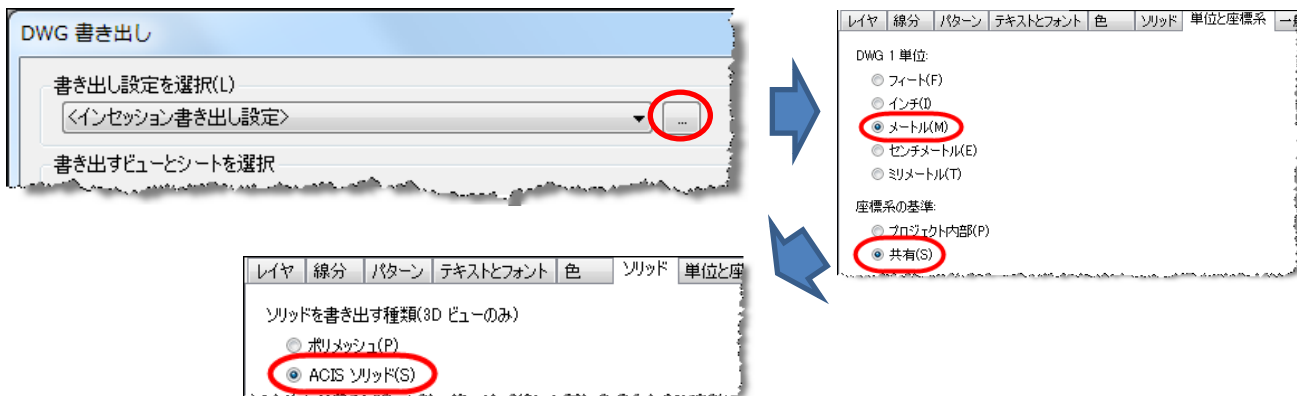 DWG 書き出し
書き出し設定を選択(L)
<インセッション書き出し設定>
...
書き出すビューとシートを選択
レイヤ 線分 パターン テキストとフォント 色 ソリッド 単位と座標系
DWG 1 単位:
フィート(F)
インチ(I)
メートル(M)
センチメートル(E)
ミリメートル(T)
座標系の基準:
プロジェクト内部(P)
共有(S)
レイヤ 線分 パターン テキストとフォント 色 ソリッド 単位と座
ソリッドを書き出す種類(3D ビューのみ)
ポリメッシュ(P)
ACIS ソリッド(S)